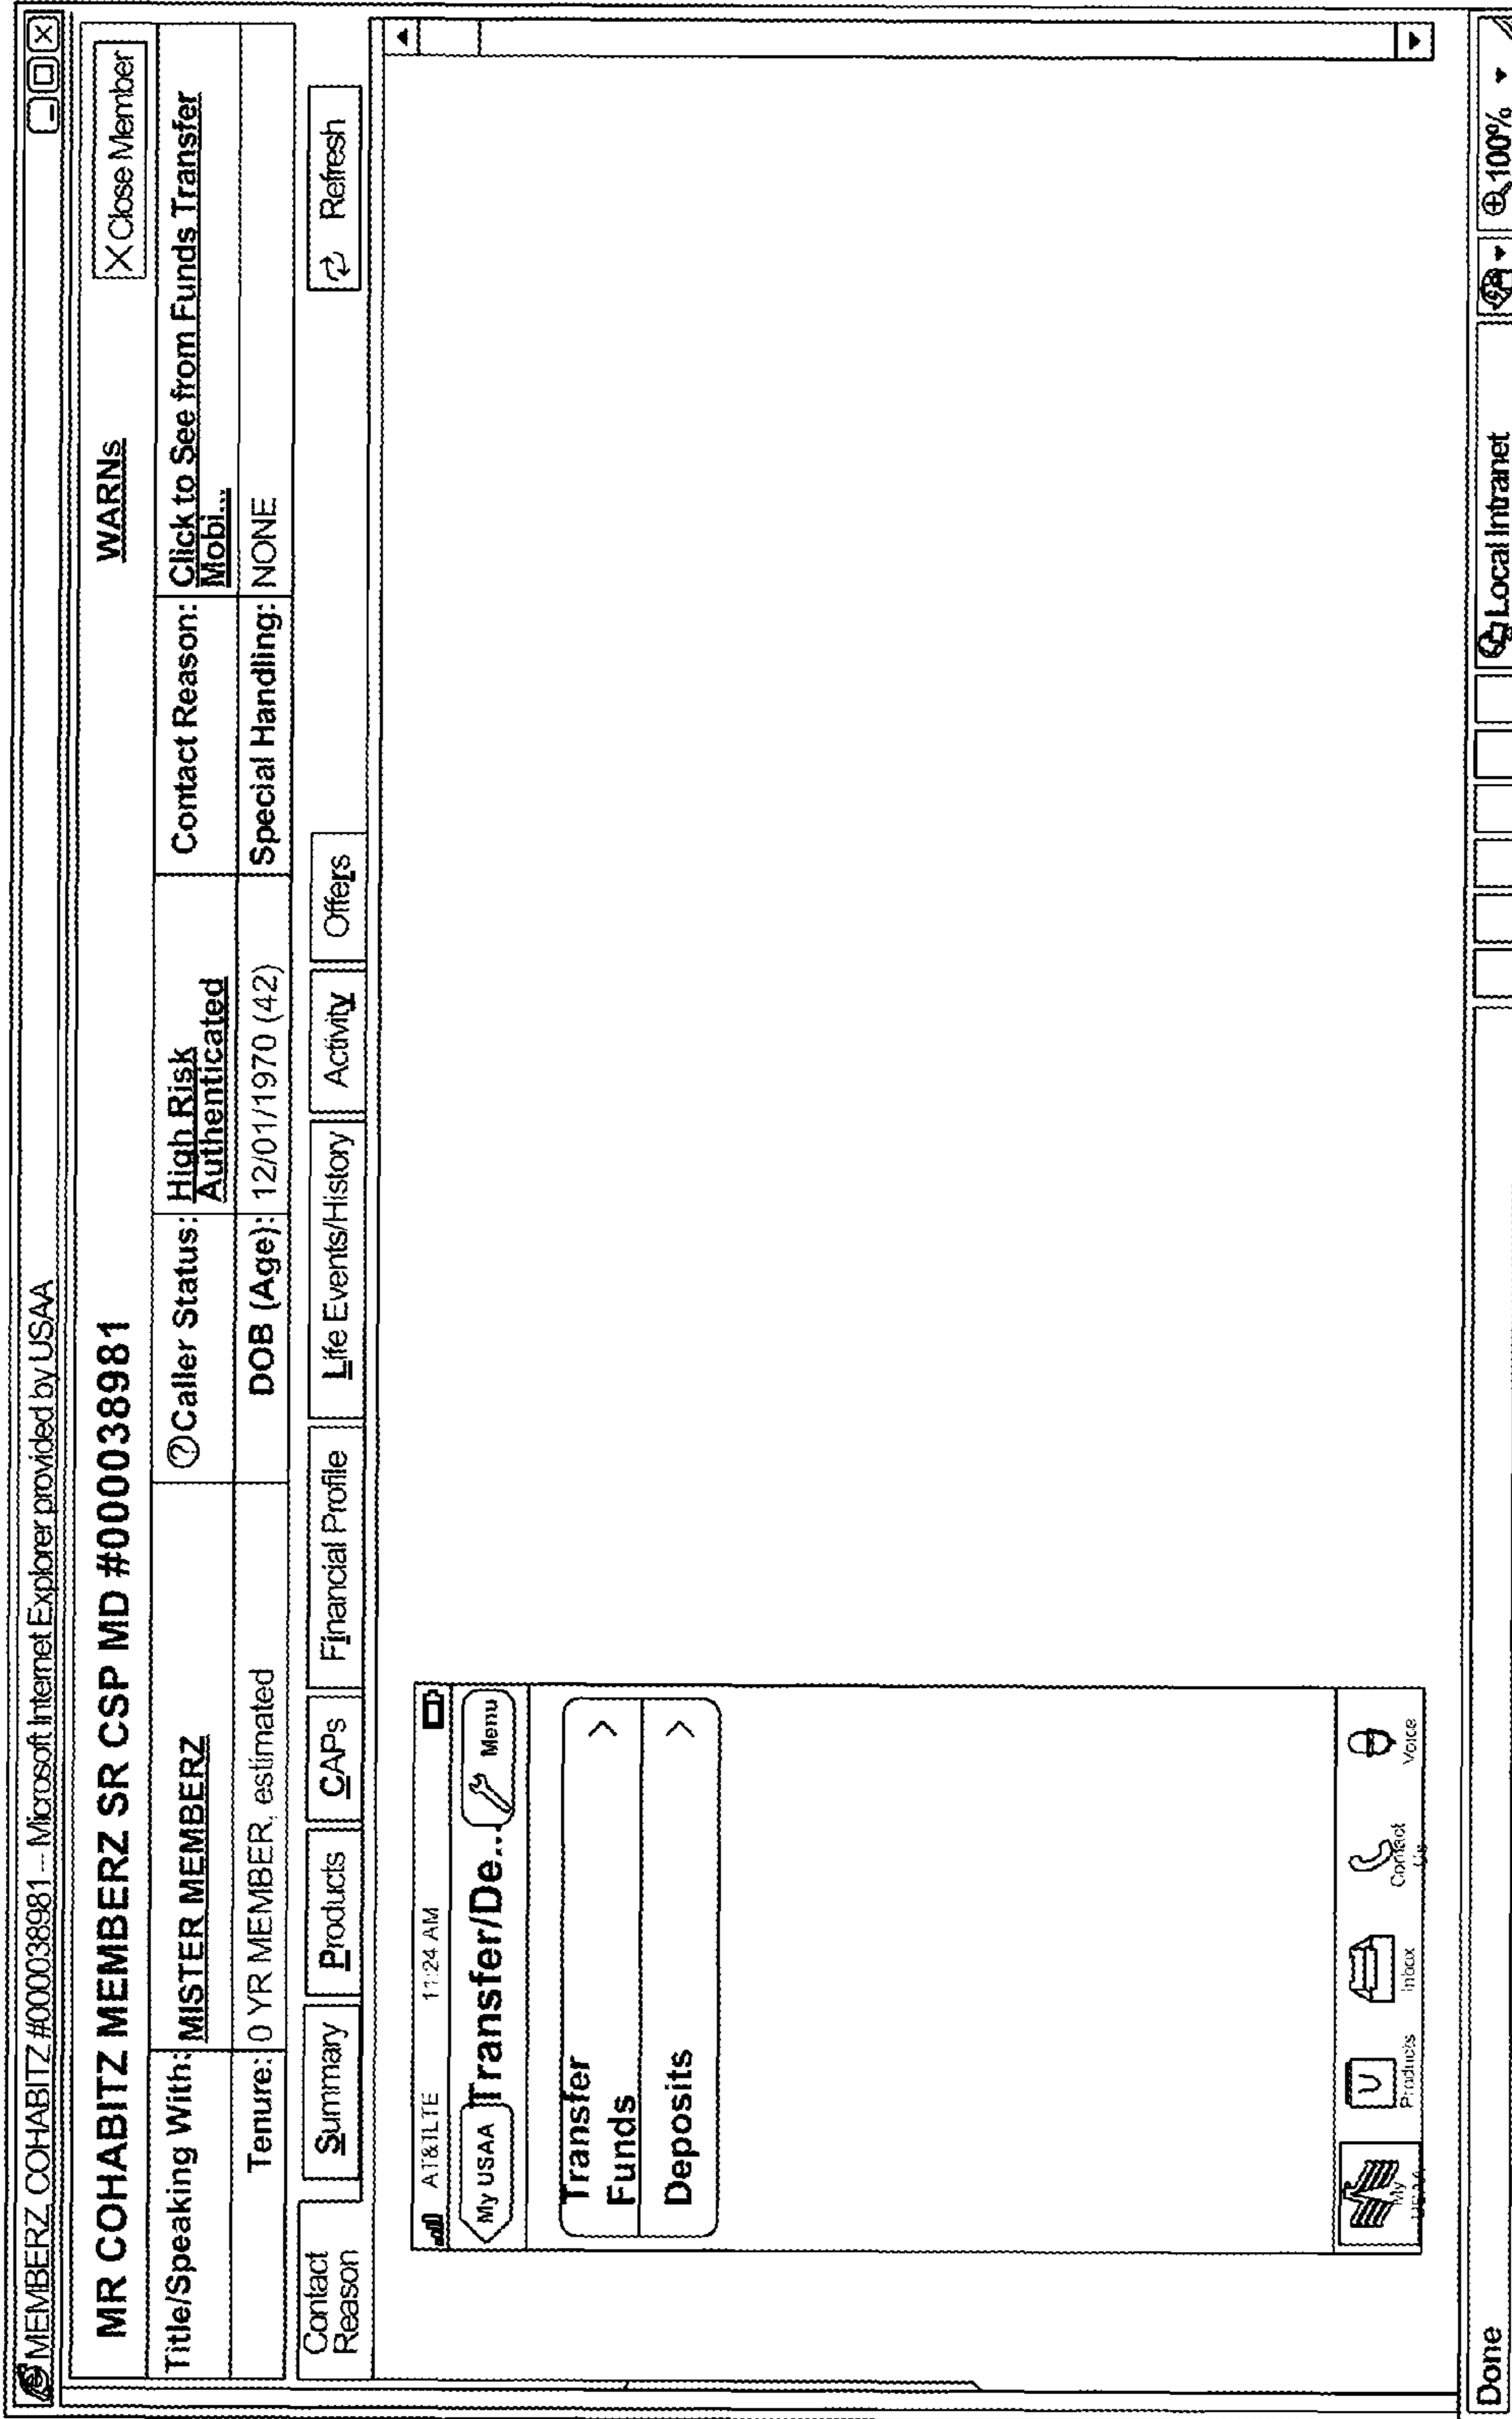 MEMBERZ, COHABITZ #000038981 -- Microsoft Internet Explorer provided by USAA
MR COHABITZ MEMBERZ SR CSP MD #000038981
WARNs
X Close Member
Title/Speaking With: MISTER MEMBERZ
Caller Status: High Risk
Authenticated
Contact Reason: Click to See from Funds Transfer
Mobi...
Tenure: 0 YR MEMBER, estimated
DOB (Age): 12/01/1970 (42)
Special Handling: NONE
Contact
Reason
Summary
Products
CAPs
Financial Profile
Life Events/History
Activity
Offers
Refresh
11:24 AM
My USAA
Transfer/De...
Menu
Transfer
Funds
>
Deposits
>
My
Products
Inbox
Contact
Us
Voice
Done
Local Intranet
100%